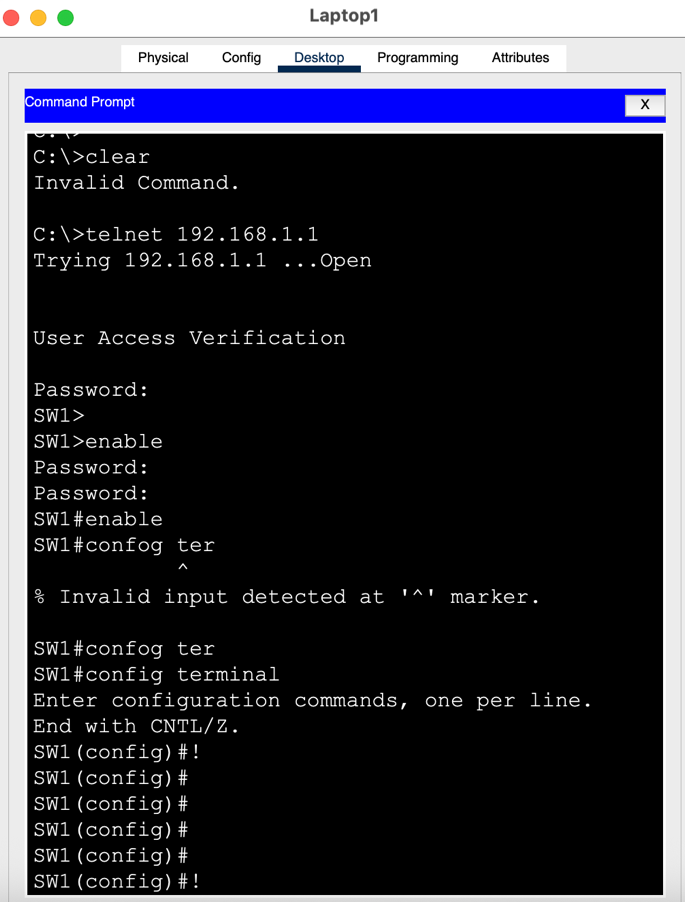 Laptop1
Physical Config Desktop Programming Attributes
Command Prompt X
C:\>
C:\>clear
Invalid Command.
C:\>telnet 192.168.1.1
Trying 192.168.1.1 ...Open
User Access Verification
Password:
SW1>
SW1>enable
Password:
Password:
SW1#enable
SW1#confog ter
^
% Invalid input detected at '^' marker.
SW1#confog ter
SW1#config terminal
Enter configuration commands, one per line.
End with CNTL/Z.
SW1(config)#!
SW1(config)#
SW1(config)#
SW1(config)#
SW1(config)#
SW1(config)#!